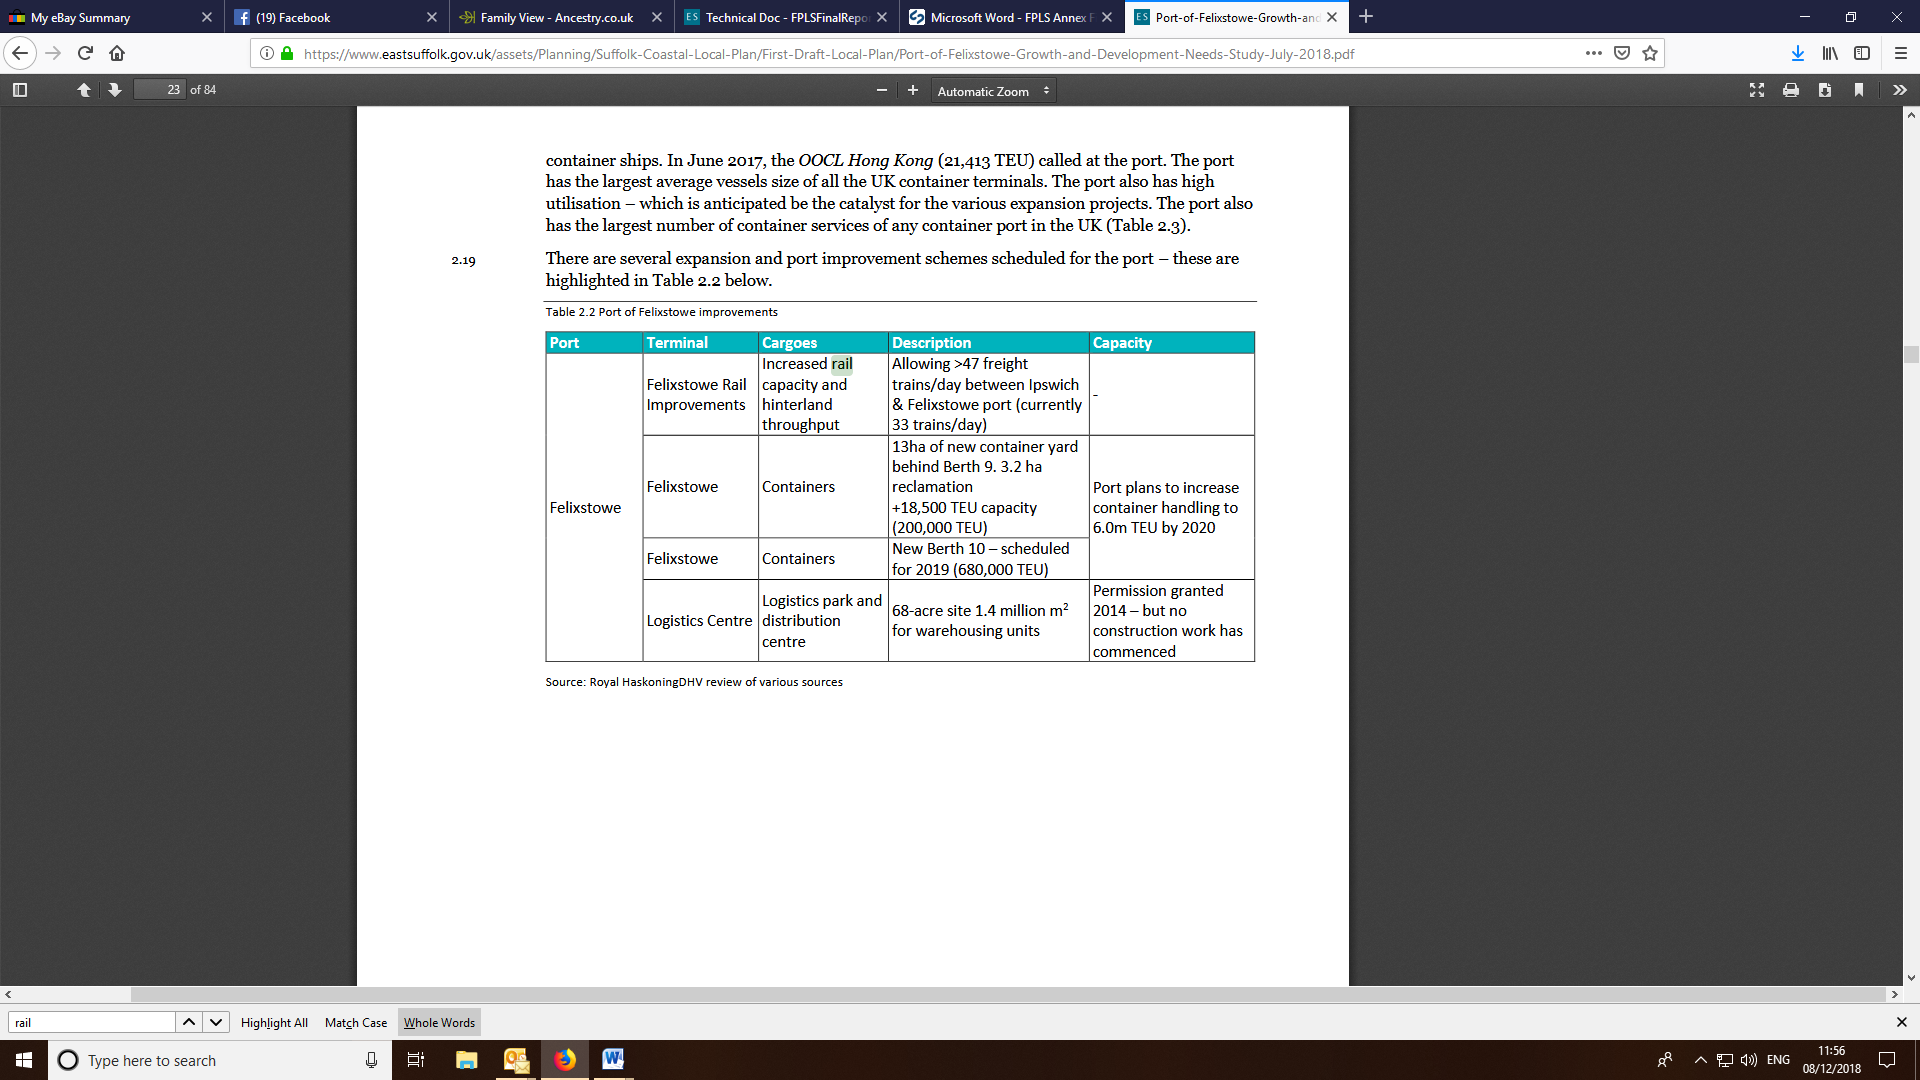 My eBay Summary
(19) Facebook
Family View - Ancestry.co.uk
Technical Doc - FPLSFinalRepo
Microsoft Word - FPLS Annex F
Port-of-Felixstowe-Growth-and
https://www.eastsuffolk.gov.uk/assets/Planning/Suffolk-Coastal-Local-Plan/First-Draft-Local-Plan/Port-of-Felixstowe-Growth-and-Development-Needs-Study-July-2018.pdf
23 of 84
Automatic Zoom
container ships. In June 2017, the OOCL Hong Kong (21,413 TEU) called at the port. The port
has the largest average vessels size of all the UK container terminals. The port also has high
utilisation – which is anticipated be the catalyst for the various expansion projects. The port also
has the largest number of container services of any container port in the UK (Table 2.3).
2.19 There are several expansion and port improvement schemes scheduled for the port – these are
highlighted in Table 2.2 below.
Table 2.2 Port of Felixstowe improvements
Port Terminal Cargoes Description Capacity
Felixstowe
Felixstowe Rail
Improvements
Increased rail
capacity and
hinterland
throughput
Allowing >47 freight
trains/day between Ipswich
& Felixstowe port (currently
33 trains/day)
-
Felixstowe
Containers
13ha of new container yard
behind Berth 9. 3.2 ha
reclamation
+18,500 TEU capacity
(200,000 TEU)
Port plans to increase
container handling to
6.0m TEU by 2020
Felixstowe
Containers
New Berth 10 – scheduled
for 2019 (680,000 TEU)
Logistics Centre
Logistics park and
distribution
centre
68-acre site 1.4 million m²
for warehousing units
Permission granted
2014 – but no
construction work has
commenced
Source: Royal HaskoningDHV review of various sources
rail
Highlight All Match Case Whole Words
Type here to search
ENG
11:56
08/12/2018